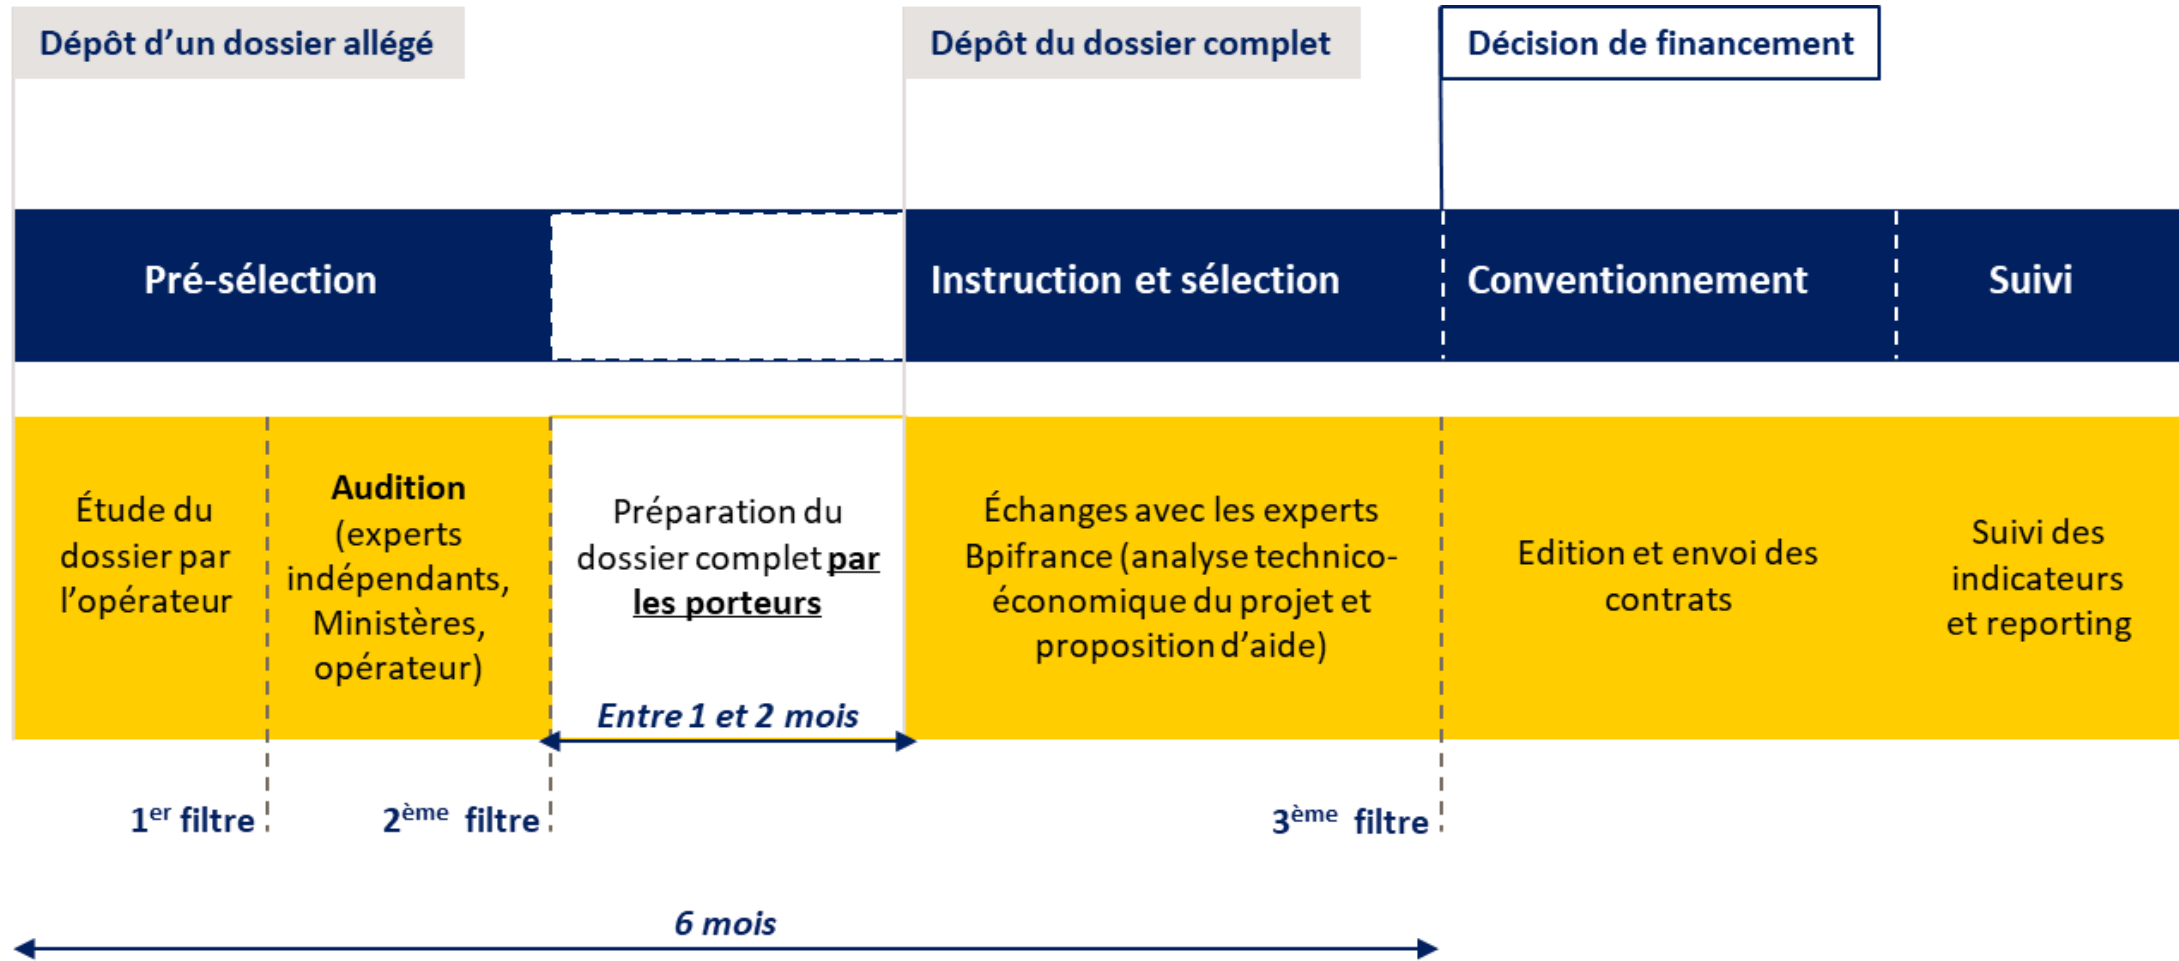 Dépôt d’un dossier allégé
Dépôt du dossier complet
Décision de financement
Pré-sélection
Instruction et sélection
Conventionnement
Suivi
Étude du
dossier par
l’opérateur
Audition
(experts
indépendants,
Ministères,
opérateur)
Préparation du
dossier complet par
les porteurs
Entre 1 et 2 mois
Échanges avec les experts
Bpifrance (analyse technico-
économique du projet et
proposition d’aide)
Edition et envoi des
contrats
Suivi des
indicateurs
et reporting
1er filtre
2ème filtre
3ème filtre
6 mois